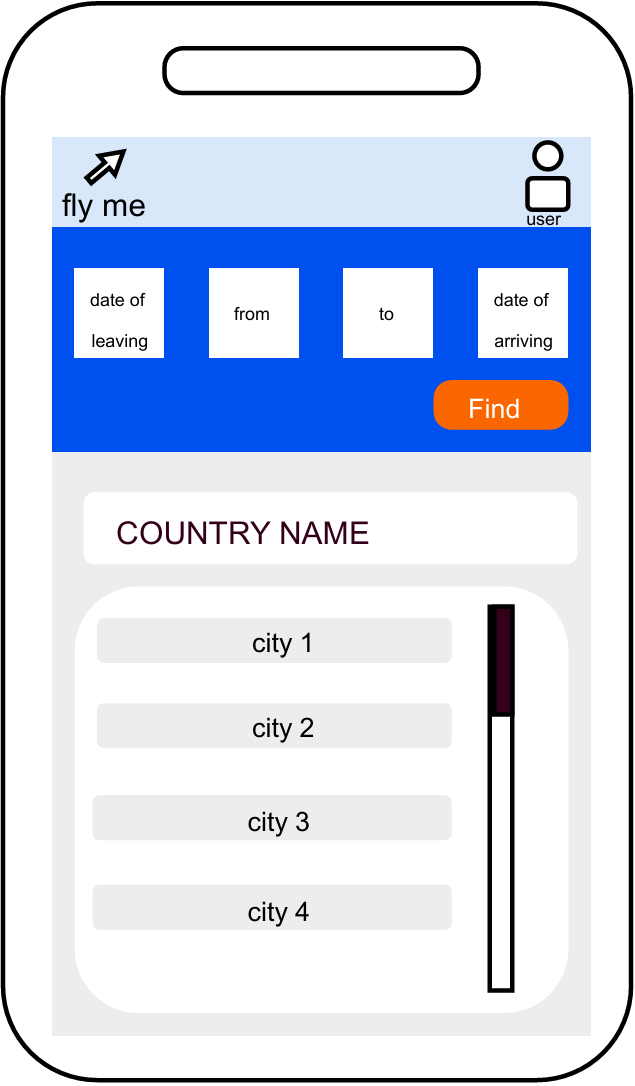 fly me
user
date of
leaving
from
to
date of
arriving
Find
COUNTRY NAME
city 1
city 2
city 3
city 4